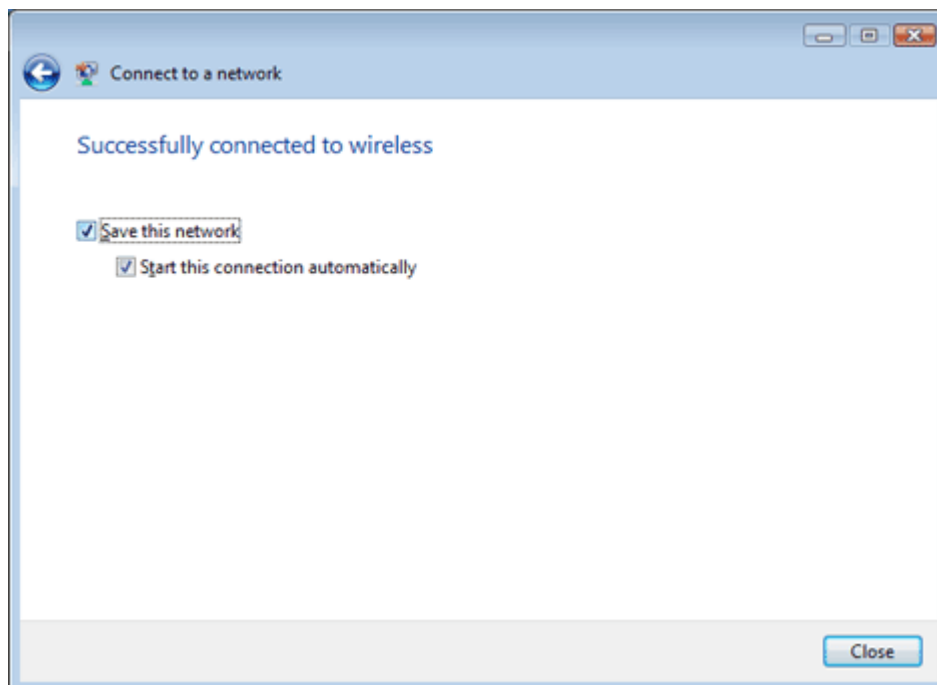 Connect to a network
Successfully connected to wireless
Save this network
Start this connection automatically
Close